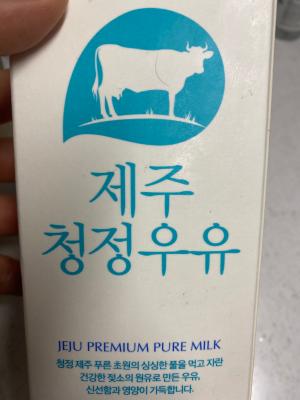 제주
청정우유
JEJU PREMIUM PURE MILK
청정 제주 푸른 초원의 싱싱한 풀을 먹고 자란
건강한 젖소의 원유로 만든 우유,
신선함과 영양이 가득합니다.